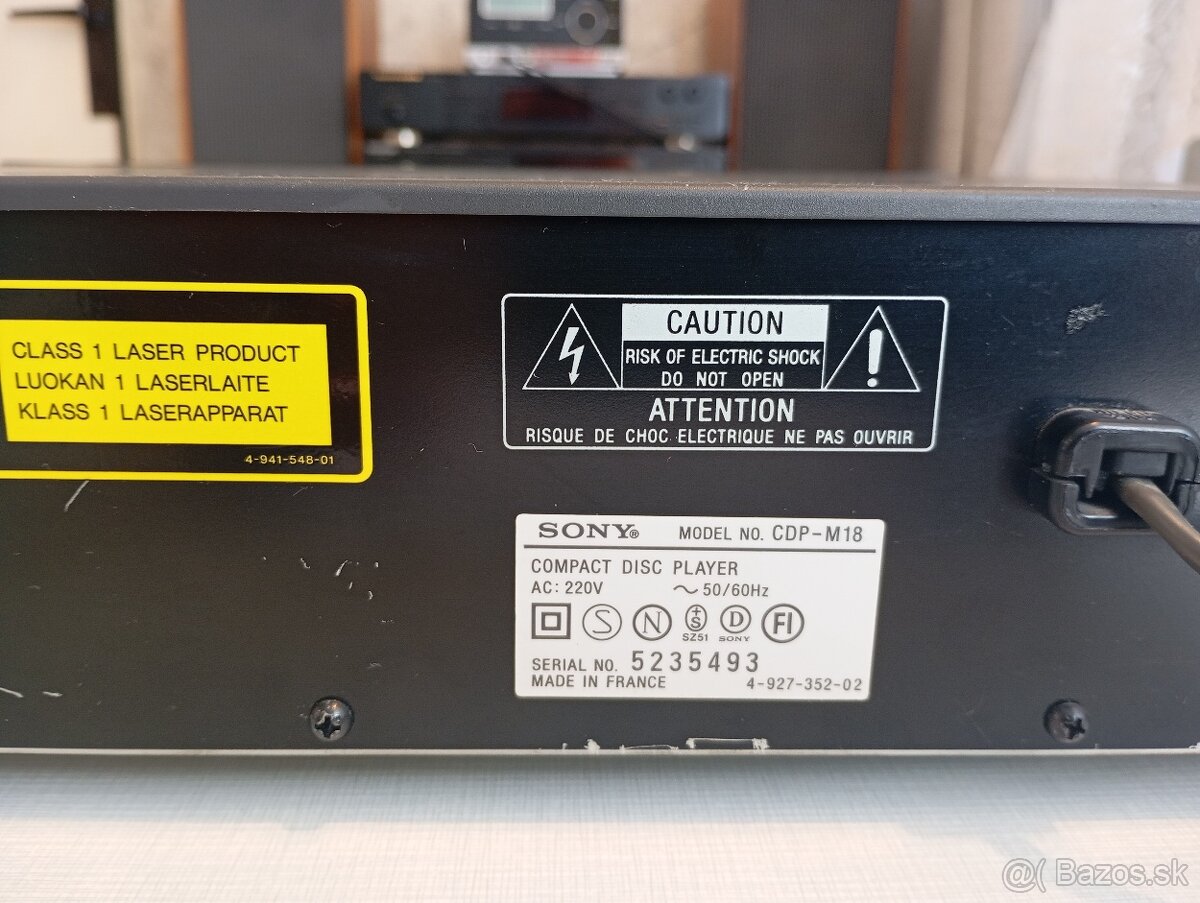 CLASS 1 LASER PRODUCT
LUOKAN 1 LASERLAITE
KLASS 1 LASERAPPARAT
4-941-548-01
CAUTION
RISK OF ELECTRIC SHOCK
DO NOT OPEN
ATTENTION
RISQUE DE CHOC ELECTRIQUE NE PAS OUVRIR
SONY® MODEL NO. CDP-M18
COMPACT DISC PLAYER
AC: 220V ～50/60Hz
S N +S D FI
SZ51 SONY
SERIAL NO. 5235493
MADE IN FRANCE 4-927-352-02
@( Bazos.sk